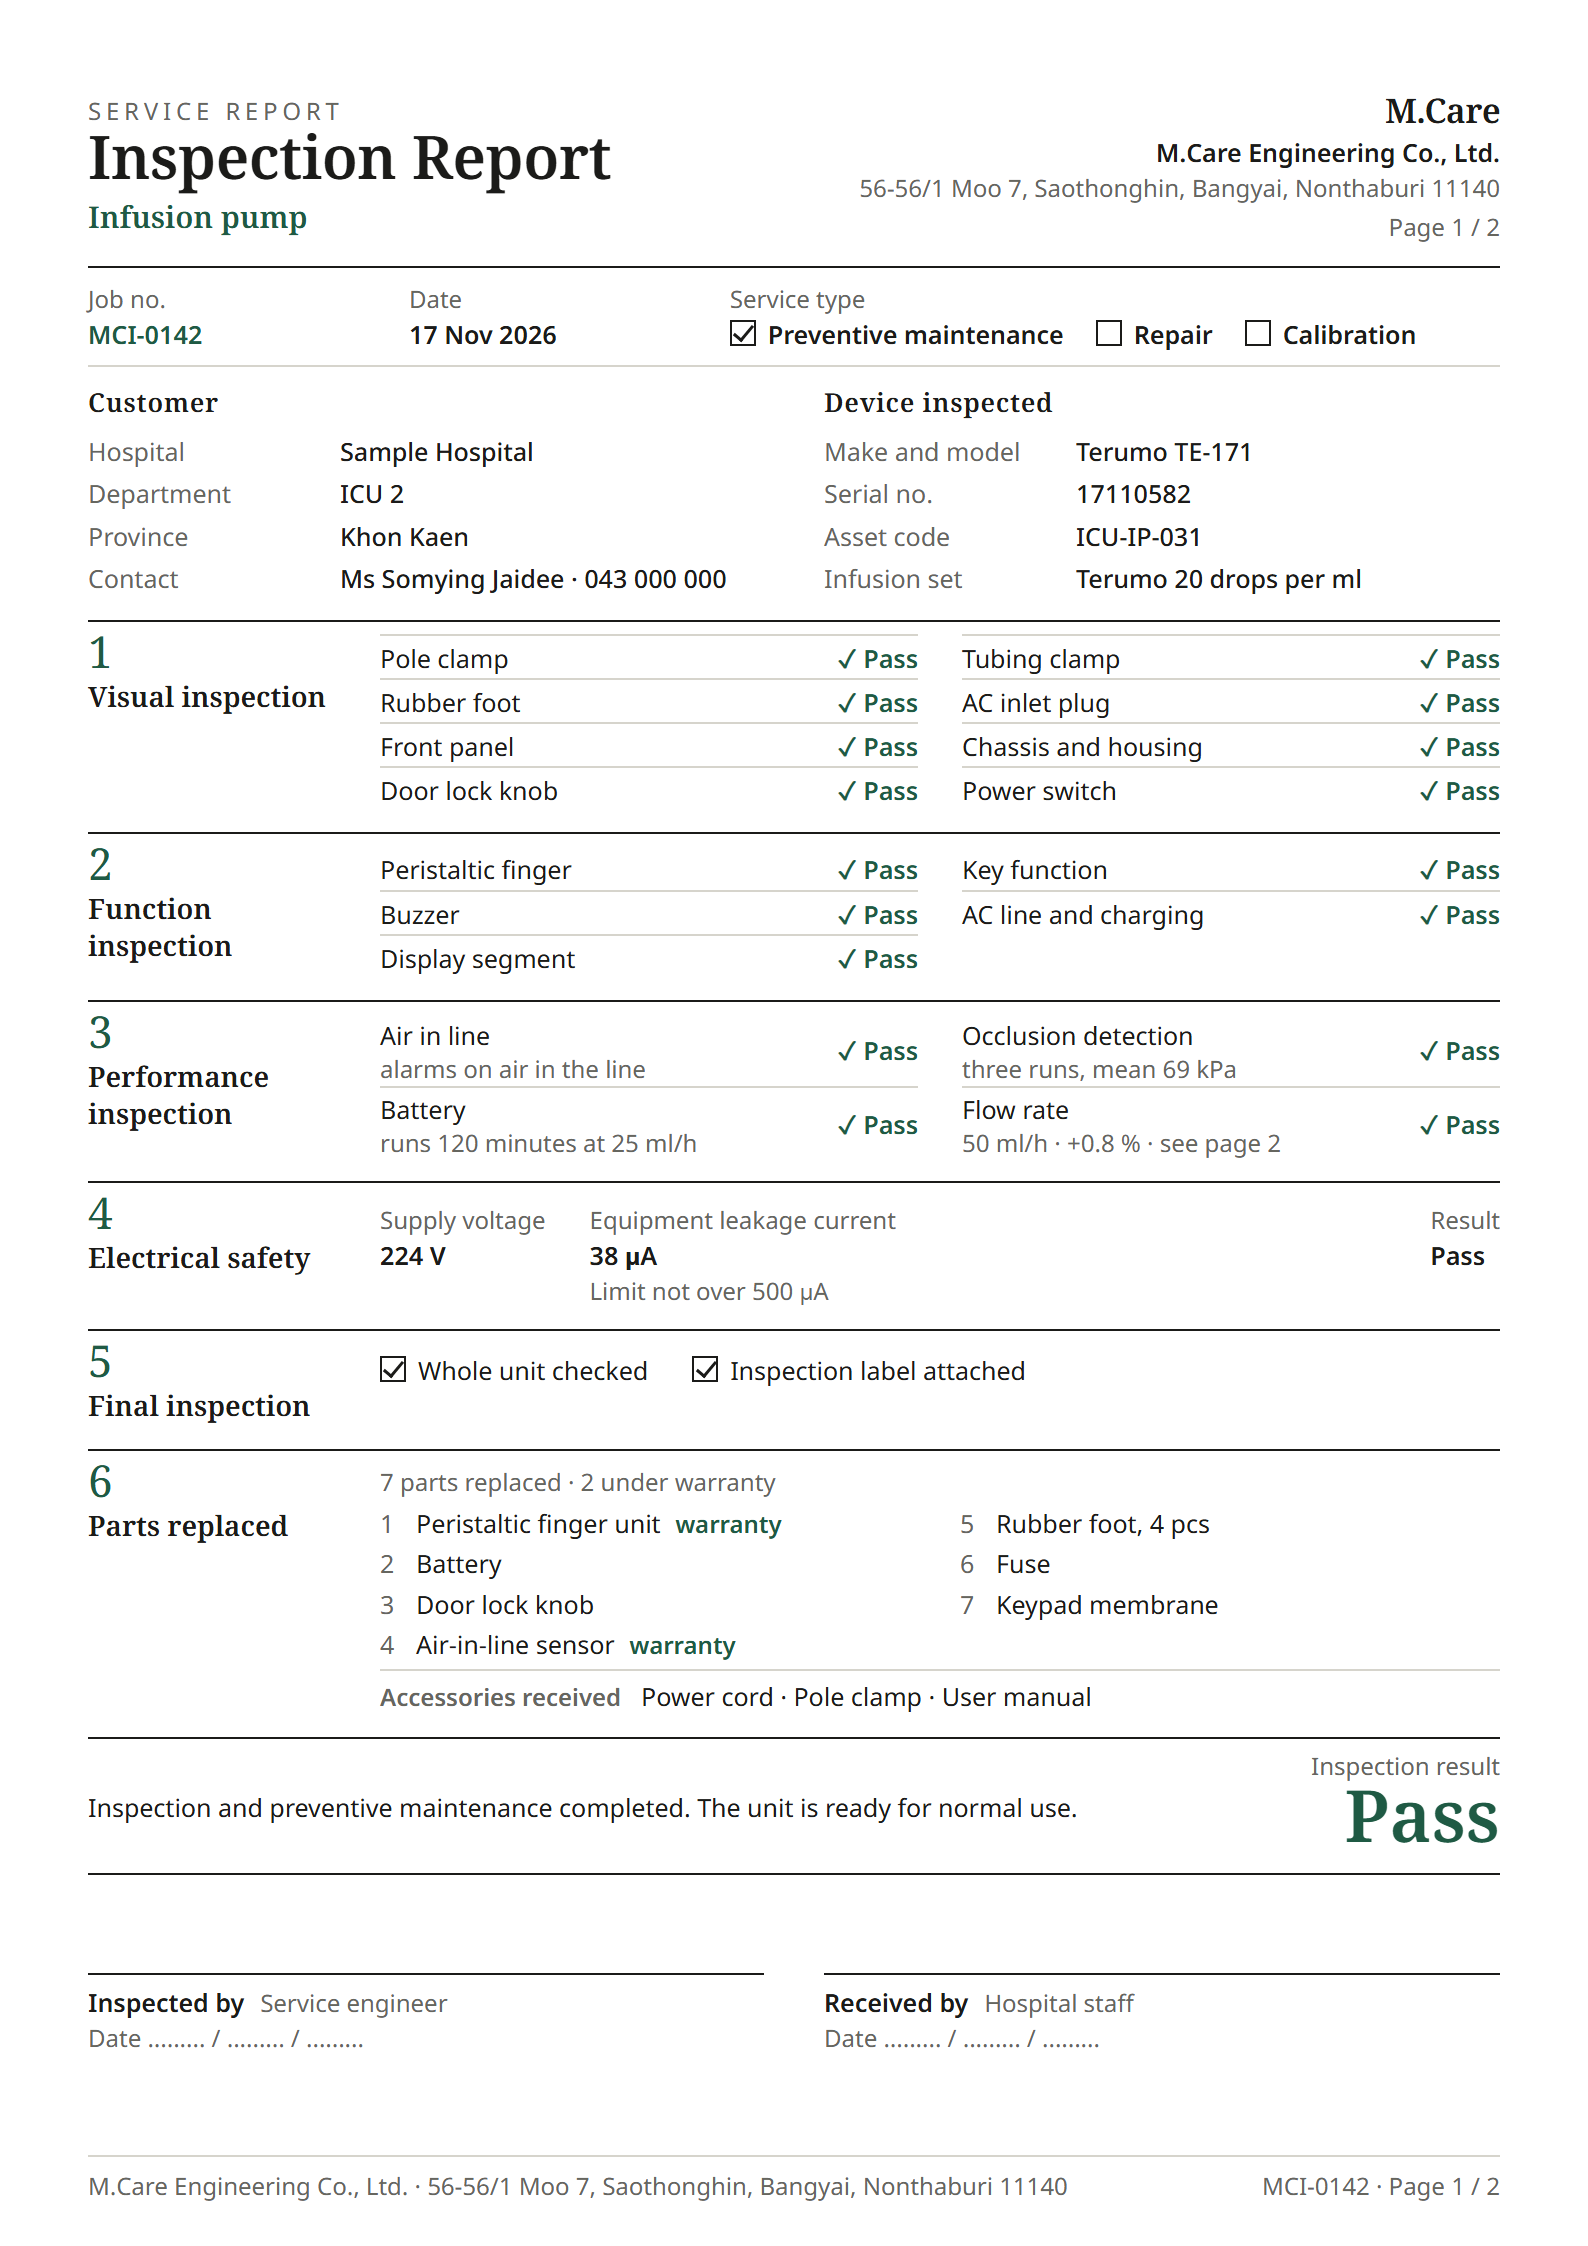 SERVICE REPORT
Inspection Report
Infusion pump
M.Care
M.Care Engineering Co., Ltd.
56-56/1 Moo 7, Saothonghin, Bangyai, Nonthaburi 11140
Page 1 / 2
Job no.
MCI-0142
Date
17 Nov 2026
Service type
Preventive maintenance Repair Calibration
Customer
Hospital Sample Hospital
Department ICU 2
Province Khon Kaen
Contact Ms Somying Jaidee · 043 000 000
Device inspected
Make and model Terumo TE-171
Serial no. 17110582
Asset code ICU-IP-031
Infusion set Terumo 20 drops per ml
1
Visual inspection
Pole clamp ✓ Pass
Rubber foot ✓ Pass
Front panel ✓ Pass
Door lock knob ✓ Pass
Tubing clamp ✓ Pass
AC inlet plug ✓ Pass
Chassis and housing ✓ Pass
Power switch ✓ Pass
2
Function
inspection
Peristaltic finger ✓ Pass
Buzzer ✓ Pass
Display segment ✓ Pass
Key function ✓ Pass
AC line and charging ✓ Pass
3
Performance
inspection
Air in line
alarms on air in the line
✓ Pass
Battery
runs 120 minutes at 25 ml/h
✓ Pass
Occlusion detection
three runs, mean 69 kPa
✓ Pass
Flow rate
50 ml/h · +0.8 % · see page 2
✓ Pass
4
Electrical safety
Supply voltage
224 V
Equipment leakage current
38 µA
Limit not over 500 µA
Result
Pass
5
Final inspection
Whole unit checked Inspection label attached
6
Parts replaced
7 parts replaced · 2 under warranty
1 Peristaltic finger unit warranty
2 Battery
3 Door lock knob
4 Air-in-line sensor warranty
5 Rubber foot, 4 pcs
6 Fuse
7 Keypad membrane
Accessories received Power cord · Pole clamp · User manual
Inspection and preventive maintenance completed. The unit is ready for normal use.
Inspection result
Pass
Inspected by Service engineer
Date ......... / ......... / .........
Received by Hospital staff
Date ......... / ......... / .........
M.Care Engineering Co., Ltd. · 56-56/1 Moo 7, Saothonghin, Bangyai, Nonthaburi 11140
MCI-0142 · Page 1 / 2